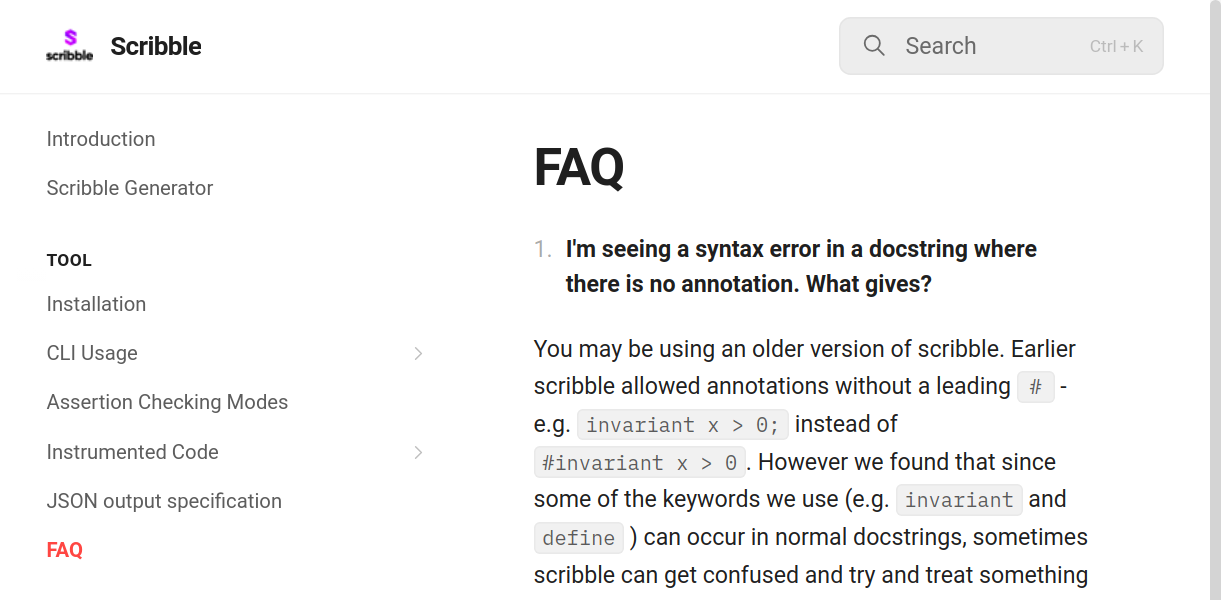 scribble
Scribble
Search
Ctrl + K
Introduction
Scribble Generator
TOOL
Installation
CLI Usage
Assertion Checking Modes
Instrumented Code
JSON output specification
FAQ
FAQ
1. I'm seeing a syntax error in a docstring where
there is no annotation. What gives?
You may be using an older version of scribble. Earlier
scribble allowed annotations without a leading # -
e.g. invariant x > 0; instead of
#invariant x > 0. However we found that since
some of the keywords we use (e.g. invariant and
define ) can occur in normal docstrings, sometimes
scribble can get confused and try and treat something